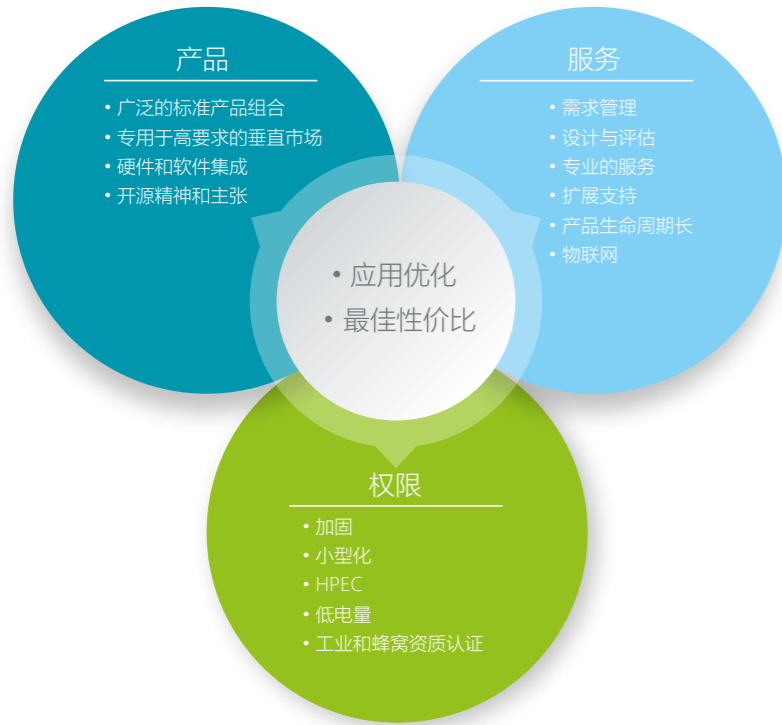 产品
• 广泛的标准产品组合
• 专用于高要求的垂直市场
• 硬件和软件集成
• 开源精神和主张
服务
• 需求管理
• 设计与评估
• 专业的服务
• 扩展支持
• 产品生命周期长
• 物联网
• 应用优化
• 最佳性价比
权限
• 加固
• 小型化
• HPEC
• 低电量
• 工业和蜂窝资质认证